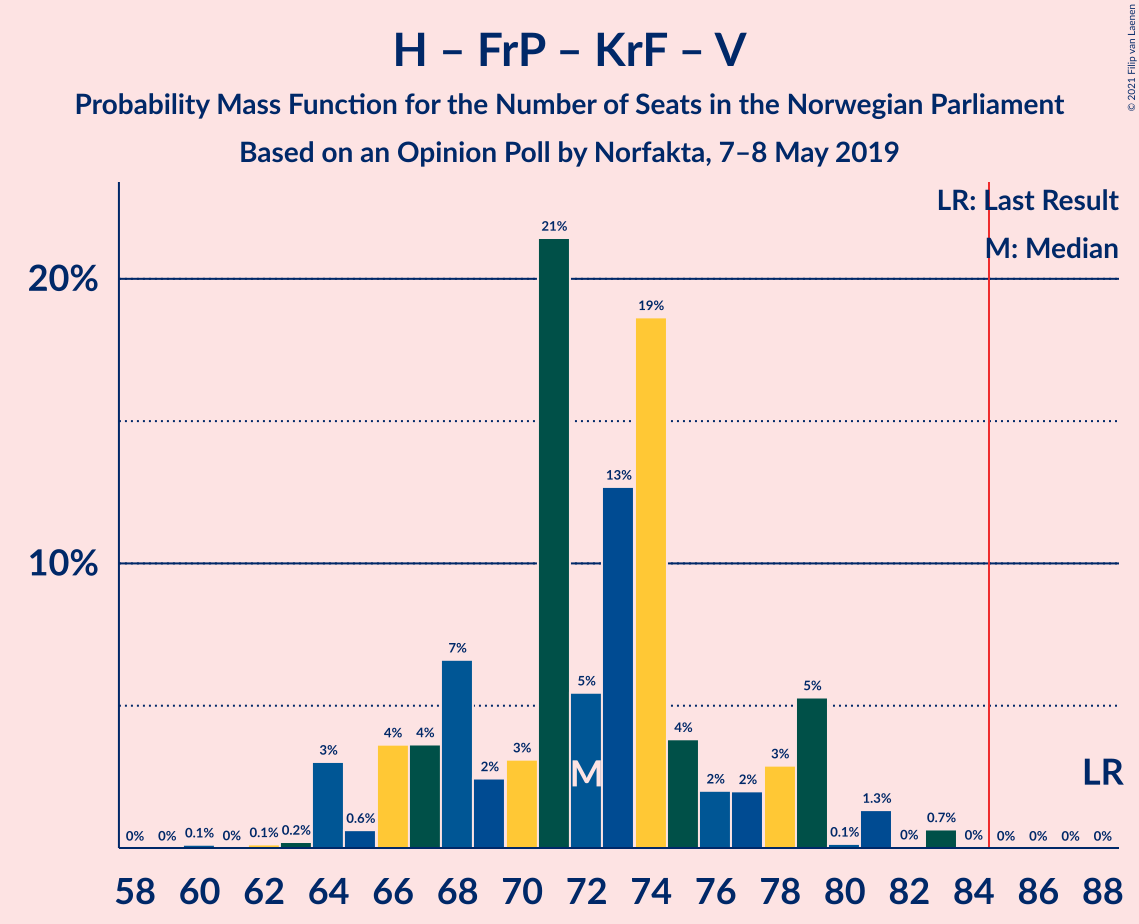 H – FrP – KrF – V
Probability Mass Function for the Number of Seats in the Norwegian Parliament
Based on an Opinion Poll by Norfakta, 7–8 May 2019
© 2021 Filip van Laenen
LR: Last Result
M: Median
20%
10%
0% 0% 0.1% 0% 0.1% 0.2% 3% 0.6% 4% 4% 7% 2% 3% 21% 5% 13% 19% 4% 2% 2% 3% 5% 0.1% 1.3% 0% 0.7% 0% 0% 0% 0% 0%
M
LR
58 60 62 64 66 68 70 72 74 76 78 80 82 84 86 88